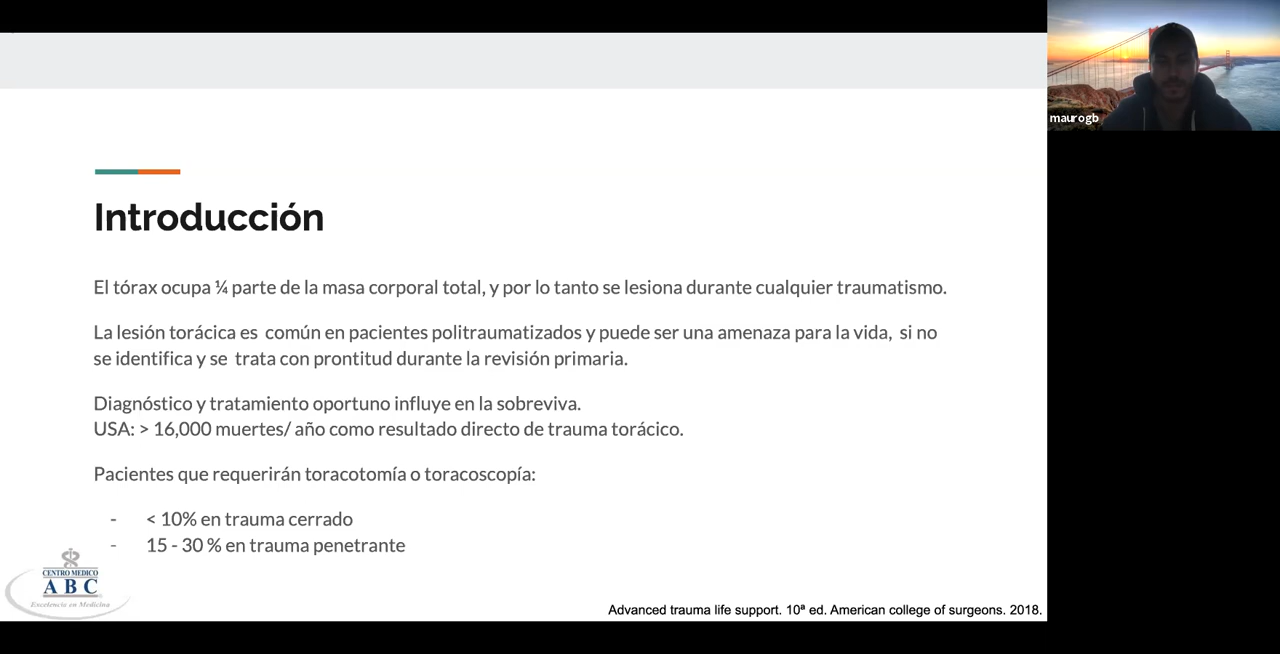 maurogb
Introducción
El tórax ocupa ¼ parte de la masa corporal total, y por lo tanto se lesiona durante cualquier traumatismo.
La lesión torácica es común en pacientes politraumatizados y puede ser una amenaza para la vida, si no
se identifica y se trata con prontitud durante la revisión primaria.
Diagnóstico y tratamiento oportuno influye en la sobreviva.
USA: > 16,000 muertes/ año como resultado directo de trauma torácico.
Pacientes que requerirán toracotomía o toracoscopía:
- < 10% en trauma cerrado
- 15 - 30 % en trauma penetrante
CENTRO MEDICO
A B C
Excelencia en Medicina
Advanced trauma life support. 10ª ed. American college of surgeons. 2018.